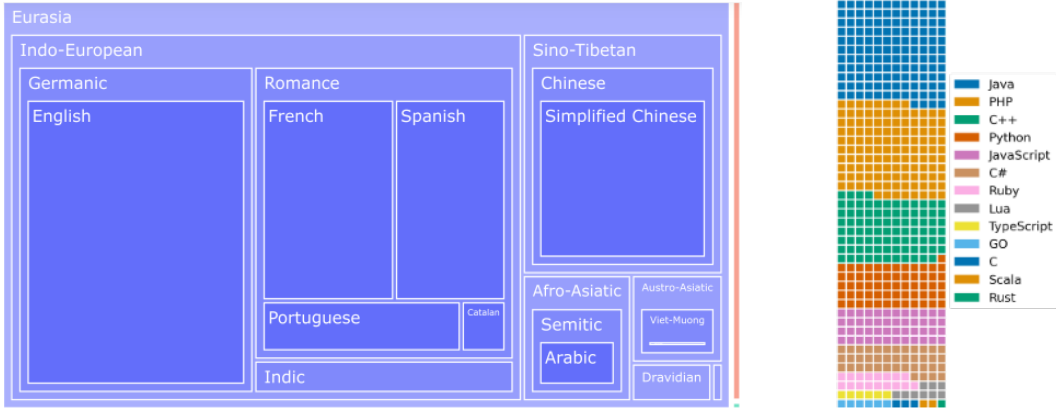 Eurasia
Indo-European
Sino-Tibetan
Germanic
Romance
Chinese
English
French
Spanish
Simplified Chinese
Afro-Asiatic
Austro-Asiatic
Portuguese
Catalan
Semitic
Viet-Muong
Arabic
Indic
Dravidian
Java
PHP
C++
Python
JavaScript
C#
Ruby
Lua
TypeScript
GO
C
Scala
Rust